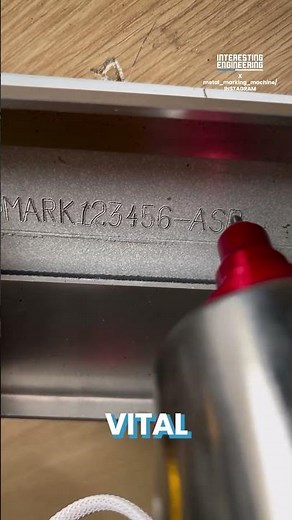 INTERESTING
ENGINEERING
X
metal_marking_machine/
INSTAGRAM
MARK123456-AS
VITAL